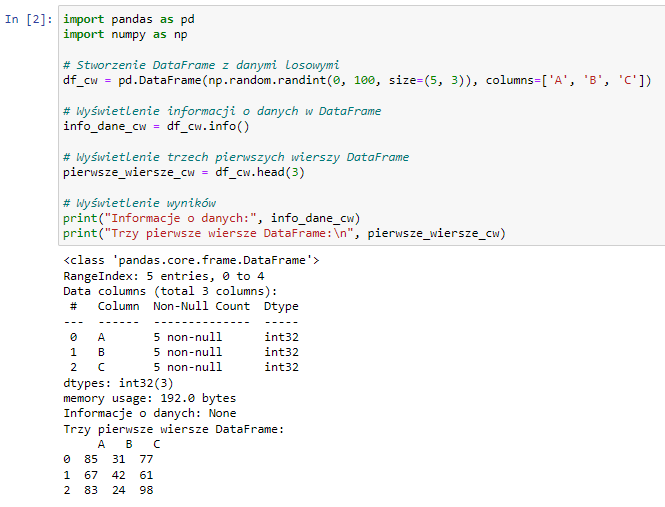 In [2]:
import pandas as pd
import numpy as np
# Stworzenie DataFrame z danymi losowymi
df_cw = pd.DataFrame(np.random.randint(0, 100, size=(5, 3)), columns=['A', 'B', 'C'])
# Wyświetlenie informacji o danych w DataFrame
info_dane_cw = df_cw.info()
# Wyświetlenie trzech pierwszych wierszy DataFrame
pierwsze_wiersze_cw = df_cw.head(3)
# Wyświetlenie wyników
print("Informacje o danych:", info_dane_cw)
print("Trzy pierwsze wiersze DataFrame:\n", pierwsze_wiersze_cw)
<class 'pandas.core.frame.DataFrame'>
RangeIndex: 5 entries, 0 to 4
Data columns (total 3 columns):
 #   Column  Non-Null Count  Dtype
---  ------  --------------  -----
 0   A       5 non-null      int32
 1   B       5 non-null      int32
 2   C       5 non-null      int32
dtypes: int32(3)
memory usage: 192.0 bytes
Informacje o danych: None
Trzy pierwsze wiersze DataFrame:
     A   B   C
0  85  31  77
1  67  42  61
2  83  24  98